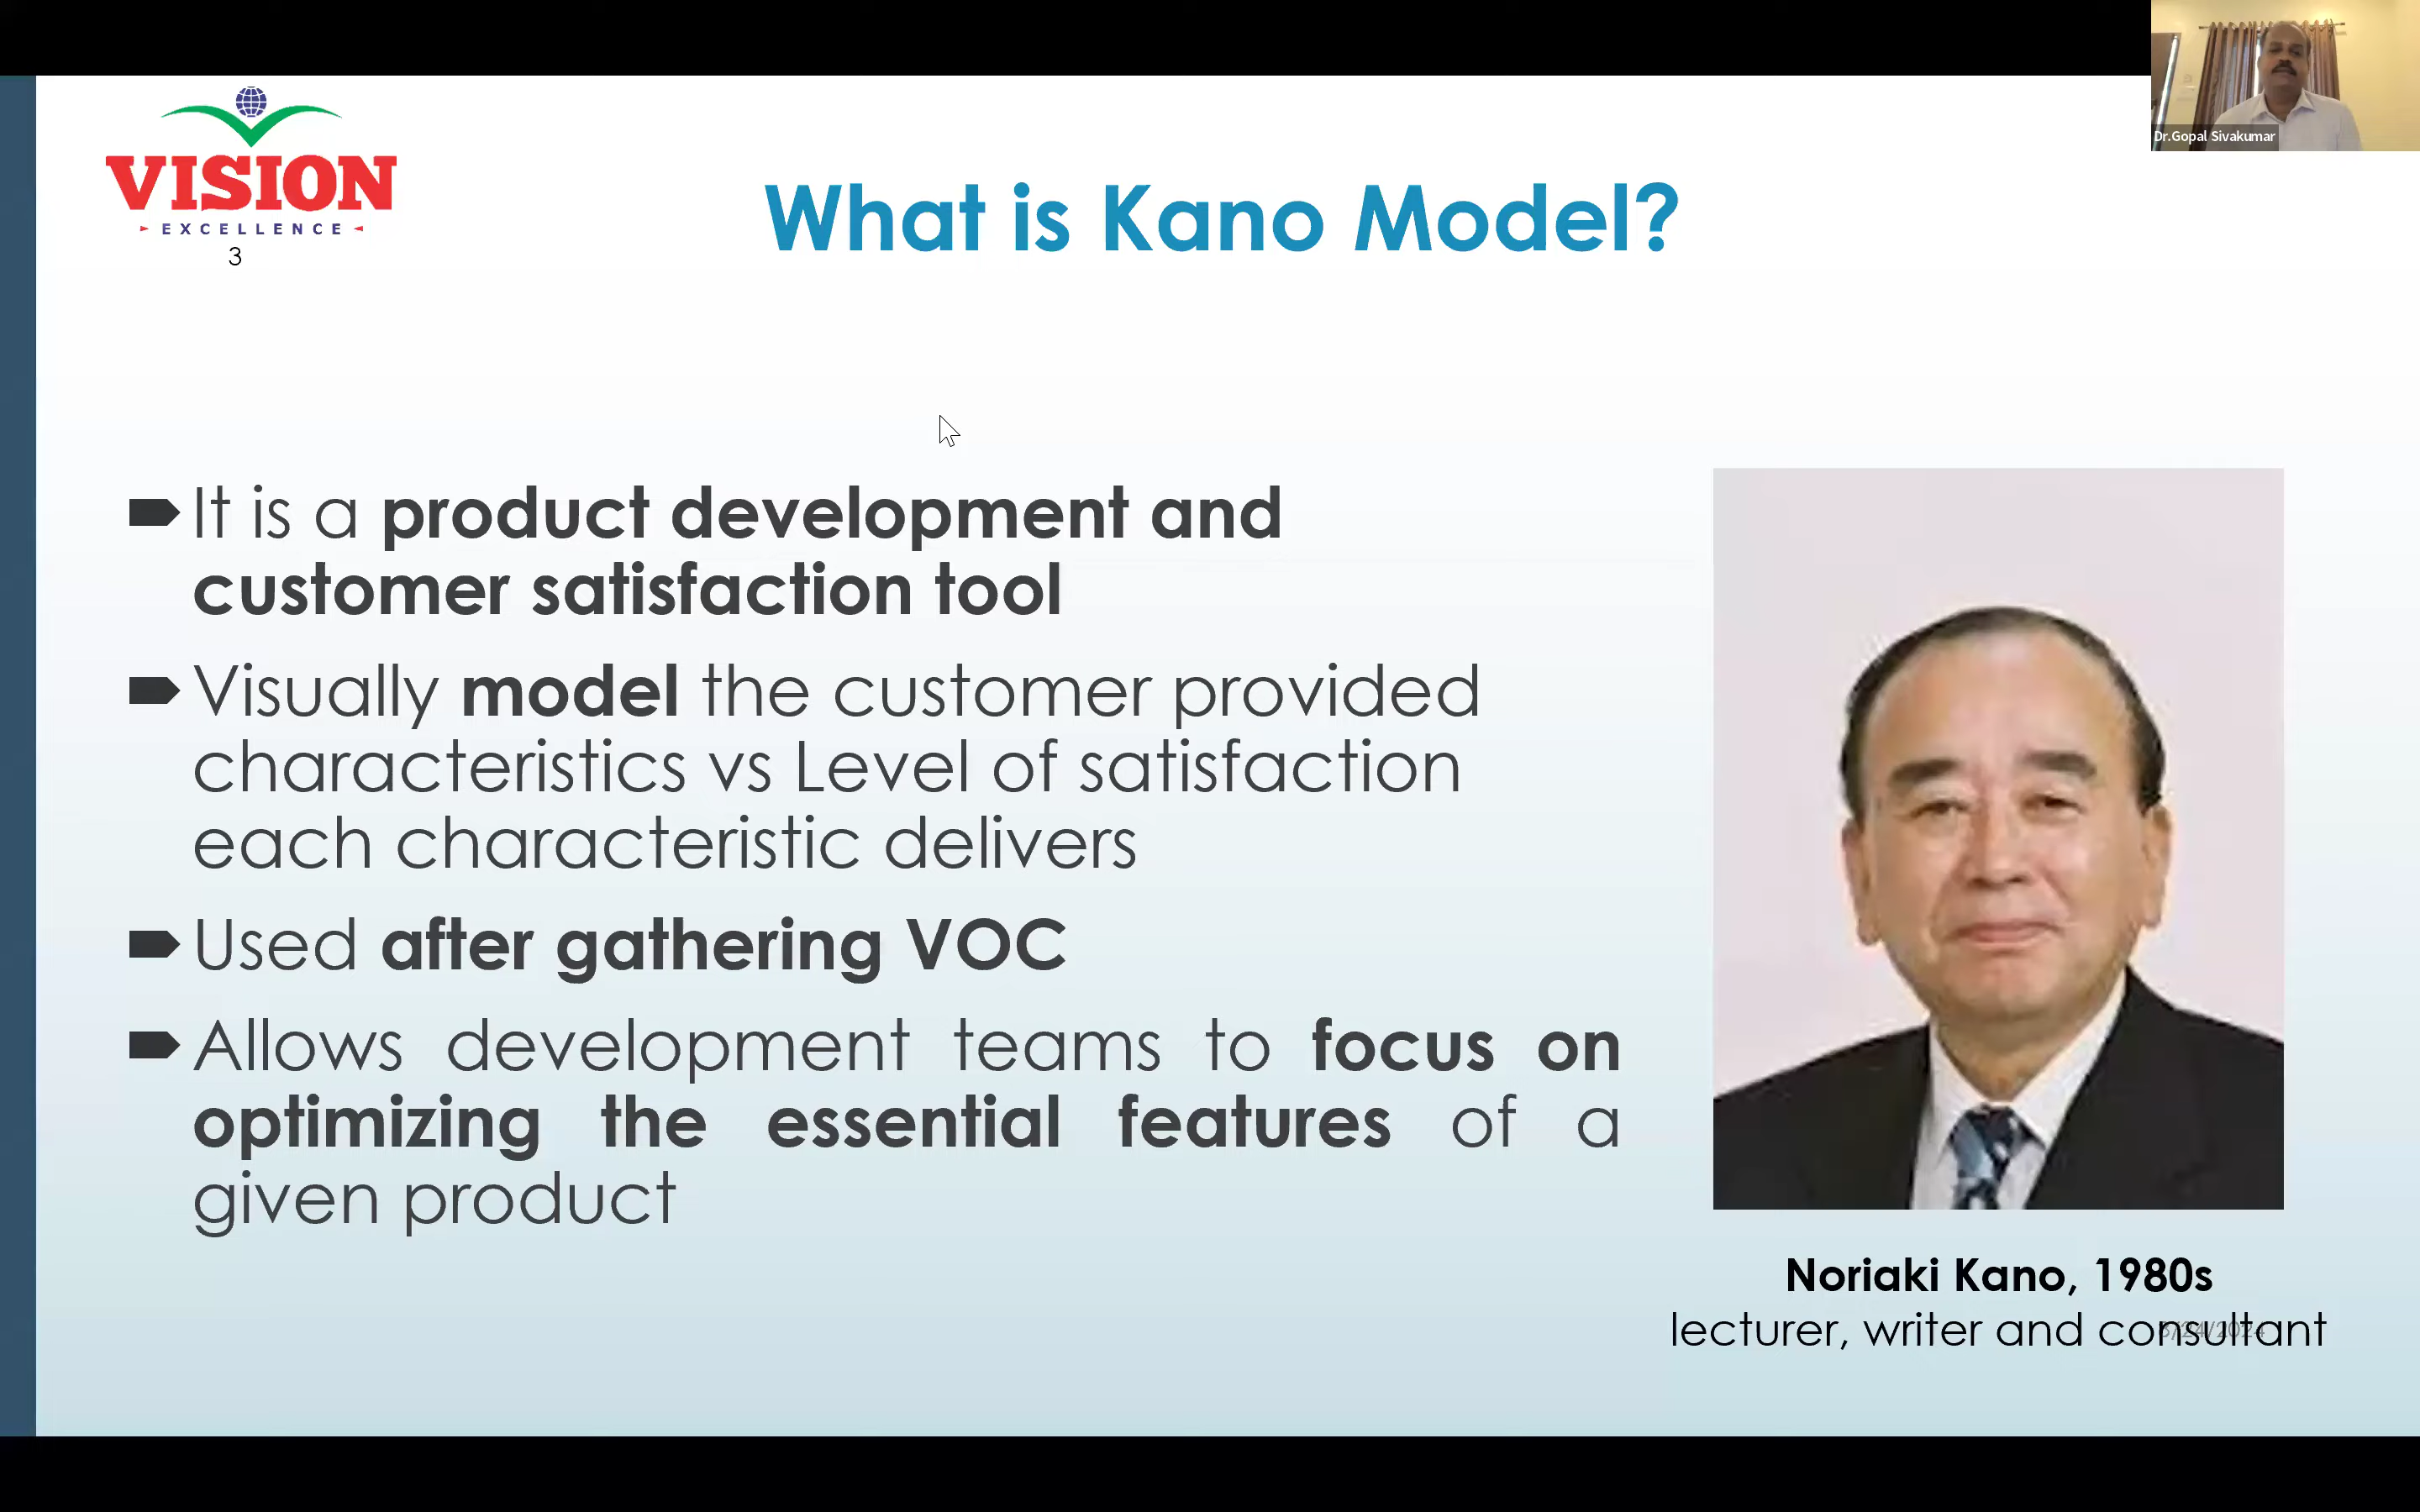 Dr.Gopal Sivakumar
VISION
EXCELLENCE
3
What is Kano Model?
It is a product development and
customer satisfaction tool
Visually model the customer provided
characteristics vs Level of satisfaction
each characteristic delivers
Used after gathering VOC
Allows development teams to focus on
optimizing the essential features of a
given product
Noriaki Kano, 1980s
lecturer, writer and consultant